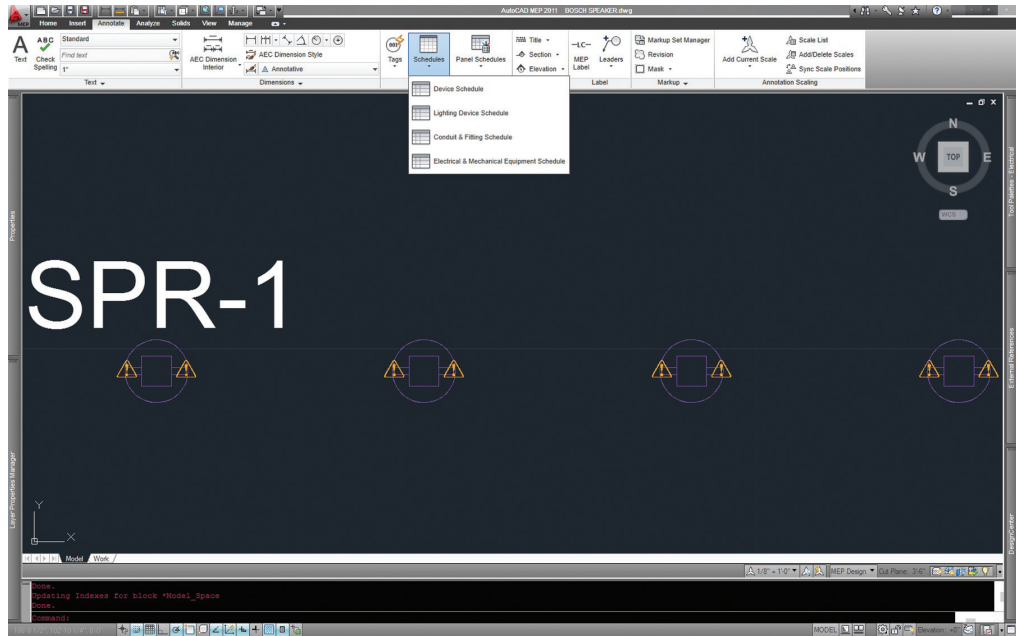 AutoCAD MEP 2011 BOSCH SPEAKER.dwg
MEP
Home Insert Annotate Analyze Solids View Manage
Text
ABC
Check
Spelling
Standard
Find text
1"
Text
AEC Dimension
Interior
AEC Dimension Style
Annotative
Dimensions
Tags
Schedules
Panel Schedules
Title
Section
Elevation
-LC-
MEP
Label
Leaders
Label
Markup Set Manager
Revision
Mask
Markup
Add Current Scale
Scale List
Add/Delete Scales
Sync Scale Positions
Annotation Scaling
Device Schedule
Lighting Device Schedule
Conduit & Fitting Schedule
Electrical & Mechanical Equipment Schedule
N
W TOP E
S
WCS
Tool Palettes - Electrical
Properties
SPR-1
External References
Layer Properties Manager
DesignCenter
Y
X
Model Work
1/8" = 1'-0" MEP Design Cut Plane: 3'-6"
Done.
Updating Indexes for block *Model_Space
Done.
Command:
MODEL
Elevation: +0"